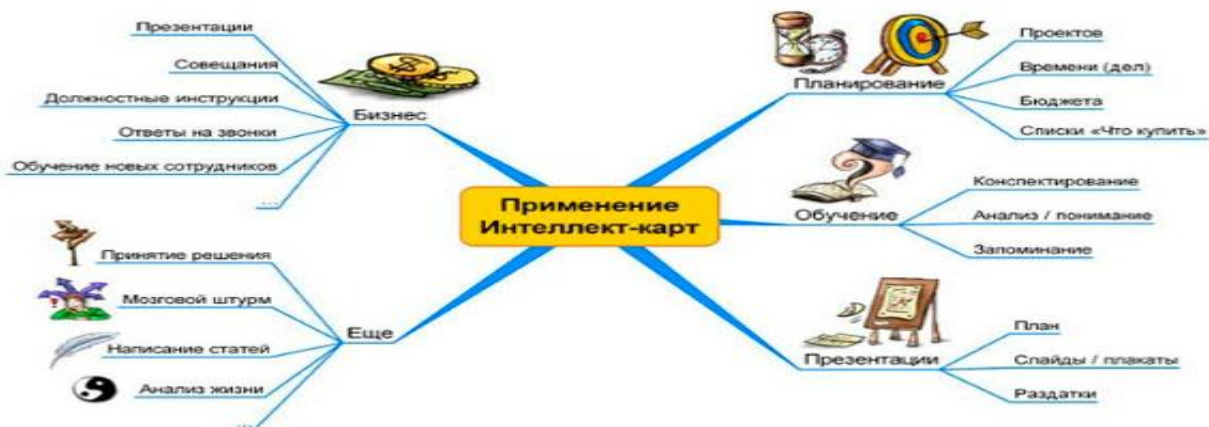 Применение
Интеллект-карт
Планирование
Проектов
Времени (дел)
Бюджета
Списки «Что купить»
Обучение
Конспектирование
Анализ / понимание
Запоминание
Презентации
План
Слайды / плакаты
Раздатки
Бизнес
Презентации
Совещания
Должностные инструкции
Ответы на звонки
Обучение новых сотрудников
...
Еще
Принятие решения
Мозговой штурм
Написание статей
Анализ жизни
...